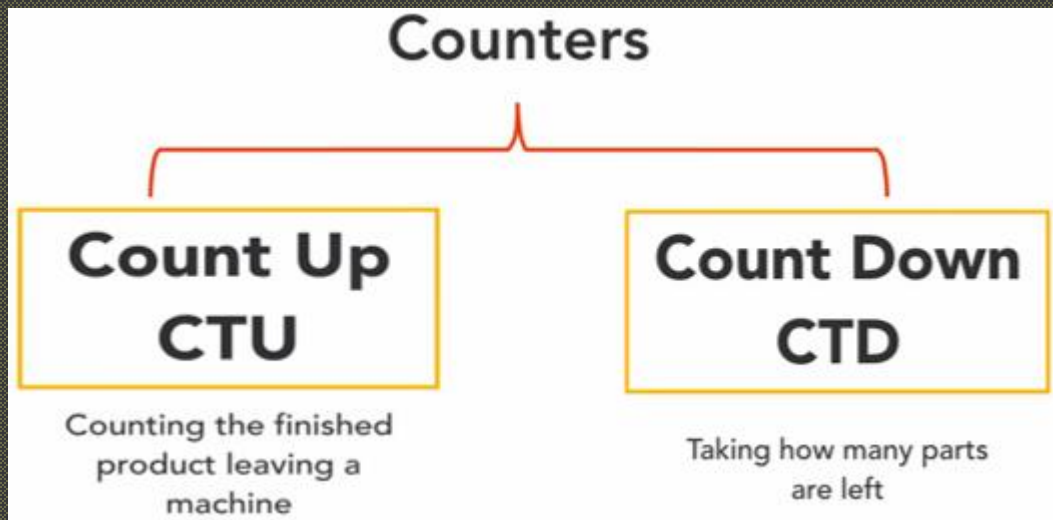 Counters
Count Up
CTU
Counting the finished
product leaving a
machine
Count Down
CTD
Taking how many parts
are left